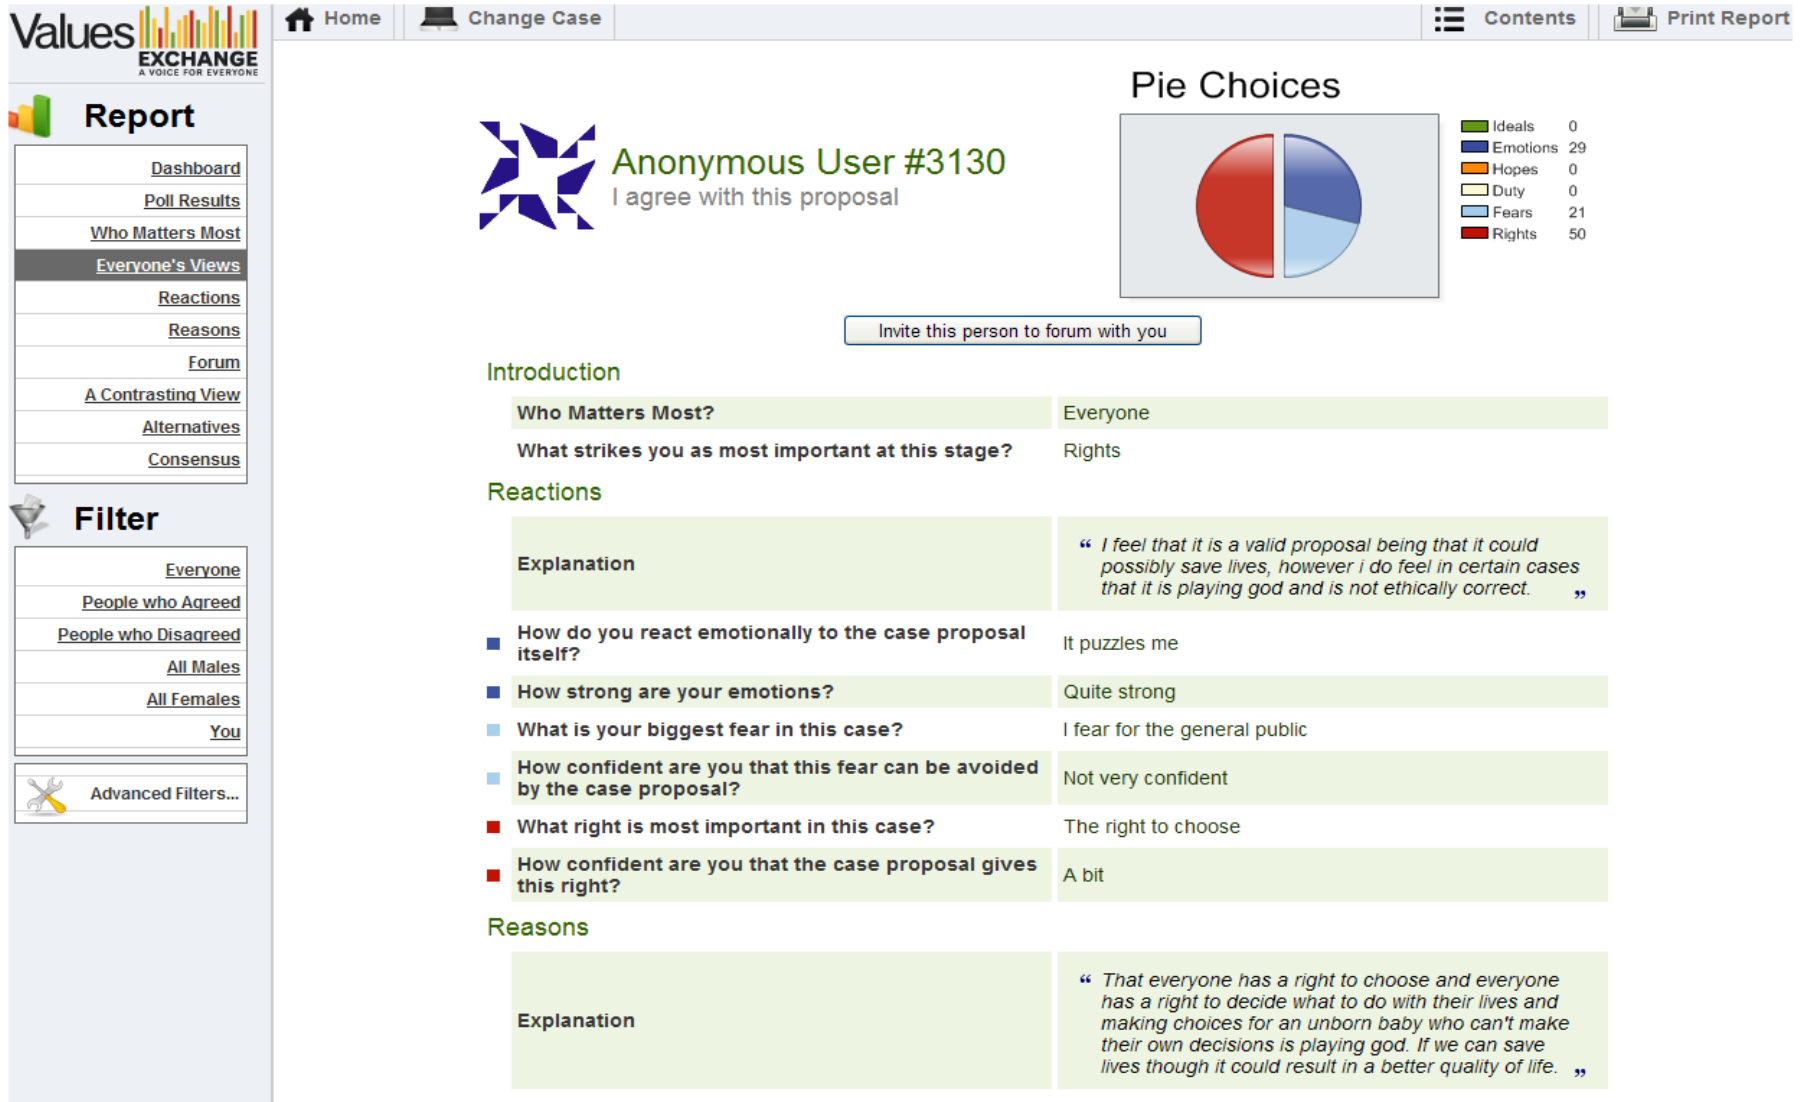 Values
EXCHANGE
A VOICE FOR EVERYONE
Home
Change Case
Contents
Print Report
Report
Dashboard
Poll Results
Who Matters Most
Everyone's Views
Reactions
Reasons
Forum
A Contrasting View
Alternatives
Consensus
Filter
Everyone
People who Agreed
People who Disagreed
All Males
All Females
You
Advanced Filters...
Anonymous User #3130
I agree with this proposal
Pie Choices
Ideals 0
Emotions 29
Hopes 0
Duty 0
Fears 21
Rights 50
Invite this person to forum with you
Introduction
Who Matters Most? Everyone
What strikes you as most important at this stage? Rights
Reactions
Explanation
“ I feel that it is a valid proposal being that it could
possibly save lives, however i do feel in certain cases
that it is playing god and is not ethically correct. ”
How do you react emotionally to the case proposal
itself?
It puzzles me
How strong are your emotions? Quite strong
What is your biggest fear in this case? I fear for the general public
How confident are you that this fear can be avoided
by the case proposal?
Not very confident
What right is most important in this case? The right to choose
How confident are you that the case proposal gives
this right?
A bit
Reasons
Explanation
“ That everyone has a right to choose and everyone
has a right to decide what to do with their lives and
making choices for an unborn baby who can't make
their own decisions is playing god. If we can save
lives though it could result in a better quality of life. ”